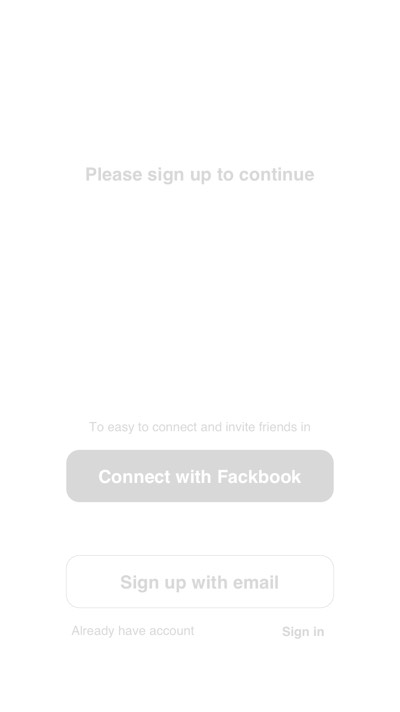 Please sign up to continue
To easy to connect and invite friends in
Connect with Fackbook
Sign up with email
Already have account Sign in